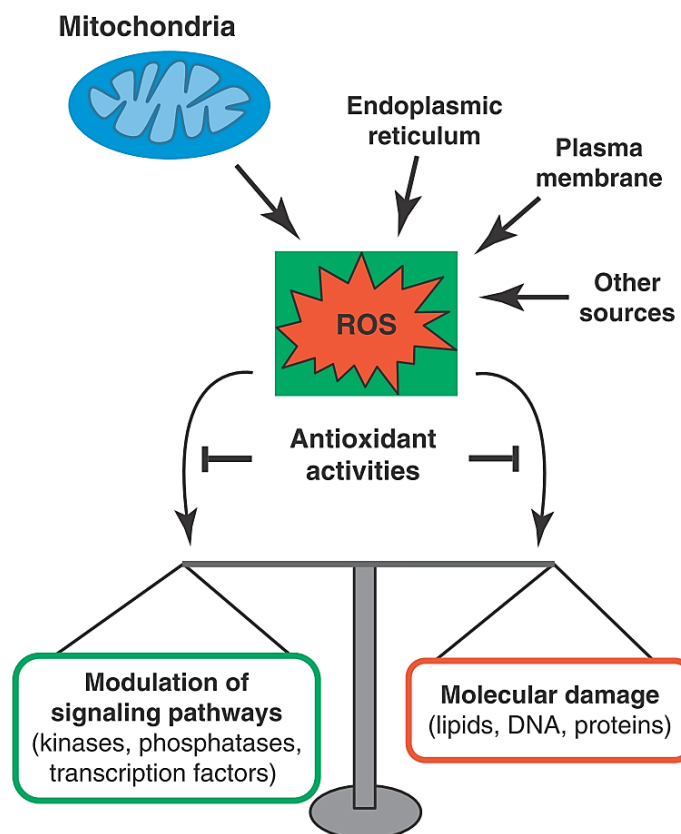 Mitochondria
Endoplasmic
reticulum
Plasma
membrane
Other
sources
ROS
Antioxidant
activities
Modulation of
signaling pathways
(kinases, phosphatases,
transcription factors)
Molecular damage
(lipids, DNA, proteins)